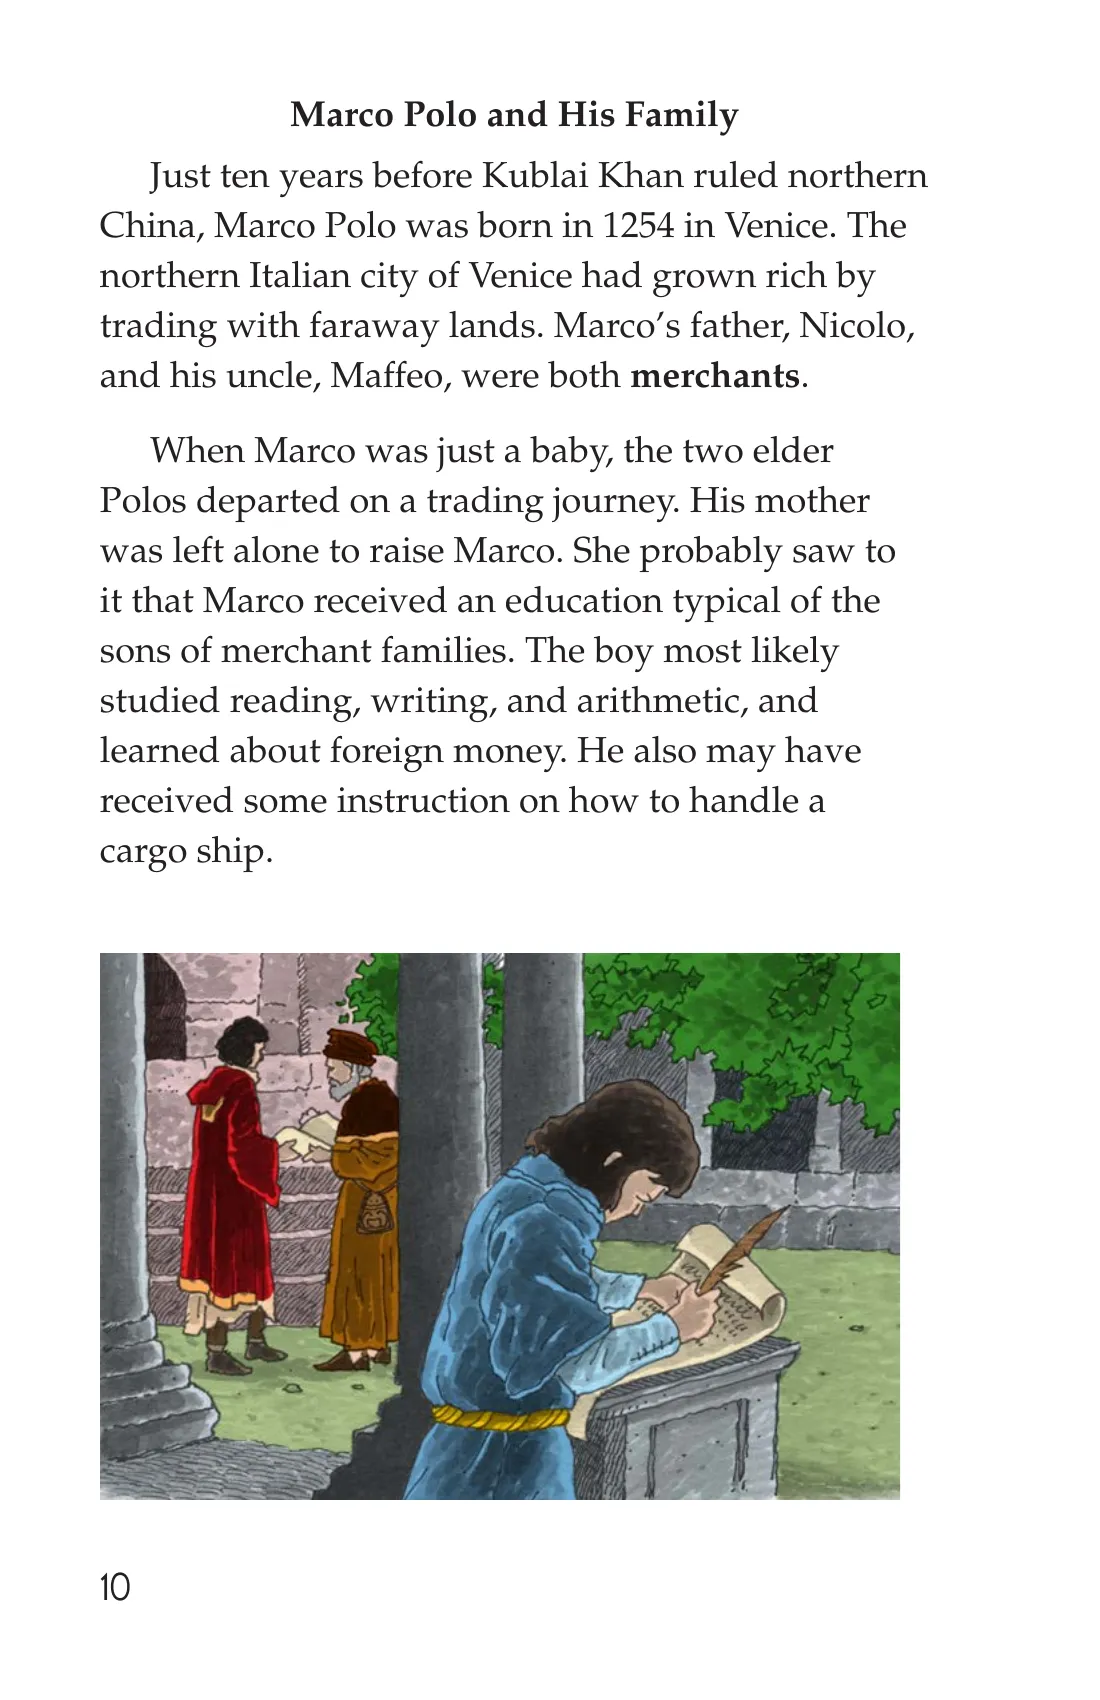 Marco Polo and His Family
Just ten years before Kublai Khan ruled northern
China, Marco Polo was born in 1254 in Venice. The
northern Italian city of Venice had grown rich by
trading with faraway lands. Marco’s father, Nicolo,
and his uncle, Maffeo, were both merchants.
When Marco was just a baby, the two elder
Polos departed on a trading journey. His mother
was left alone to raise Marco. She probably saw to
it that Marco received an education typical of the
sons of merchant families. The boy most likely
studied reading, writing, and arithmetic, and
learned about foreign money. He also may have
received some instruction on how to handle a
cargo ship.
10